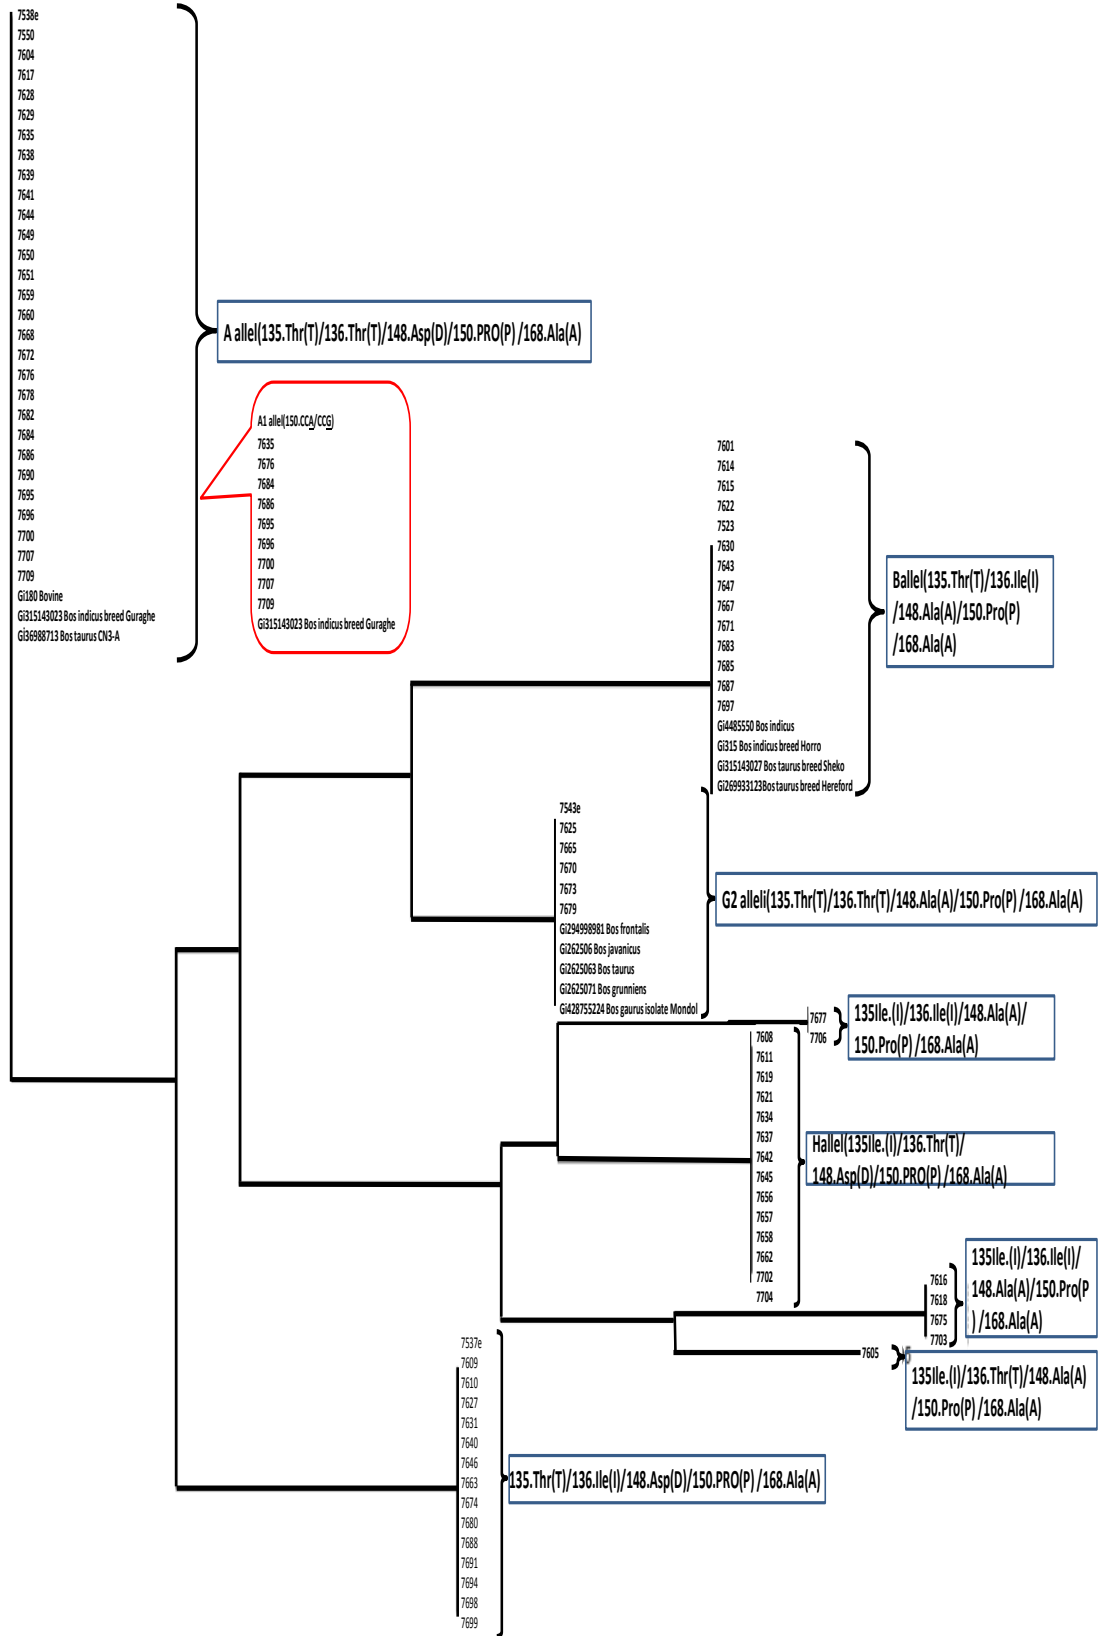 7538e
7550
7604
7617
7628
7629
7635
7638
7639
7641
7644
7649
7650
7651
7659
7660
7668
7672
7676
7678
7682
7684
7686
7690
7695
7696
7700
7707
7709
Gi180 Bovine
Gi315143023 Bos indicus breed Guraghe
Gi36988713 Bos taurus CN3-A
A allel(135.Thr(T)/136.Thr(T)/148.Asp(D)/150.PRO(P) /168.Ala(A)
A1 allel(150.CCA/CCG)
7635
7676
7684
7686
7695
7696
7700
7707
7709
Gi315143023 Bos indicus breed Guraghe
7601
7614
7615
7622
7523
7630
7643
7647
7667
7671
7683
7685
7687
7697
Gi4485550 Bos indicus
Gi315 Bos indicus breed Horro
Gi315143027 Bos taurus breed Sheko
Gi269933123Bos taurus breed Hereford
Ballel(135.Thr(T)/136.Ile(I)
/148.Ala(A)/150.Pro(P)
/168.Ala(A)
7543e
7625
7665
7670
7673
7679
Gi294998981 Bos frontalis
Gi262506 Bos javanicus
Gi2625063 Bos taurus
Gi2625071 Bos grunniens
Gi428755224 Bos gaurus isolate Mondol
G2 alleli(135.Thr(T)/136.Thr(T)/148.Ala(A)/150.Pro(P) /168.Ala(A)
7677
7706
135Ile.(I)/136.Ile(I)/148.Ala(A)/
150.Pro(P) /168.Ala(A)
7608
7611
7619
7621
7634
7637
7642
7645
7656
7657
7658
7662
7702
7704
Hallel(135Ile.(I)/136.Thr(T)/
148.Asp(D)/150.PRO(P) /168.Ala(A)
7616
7618
7675
7703
135Ile.(I)/136.Ile(I)/
148.Ala(A)/150.Pro(P
) /168.Ala(A)
7605
135Ile.(I)/136.Thr(T)/148.Ala(A)
/150.Pro(P) /168.Ala(A)
7537e
7609
7610
7627
7631
7640
7646
7663
7674
7680
7688
7691
7694
7698
7699
135.Thr(T)/136.Ile(I)/148.Asp(D)/150.PRO(P) /168.Ala(A)